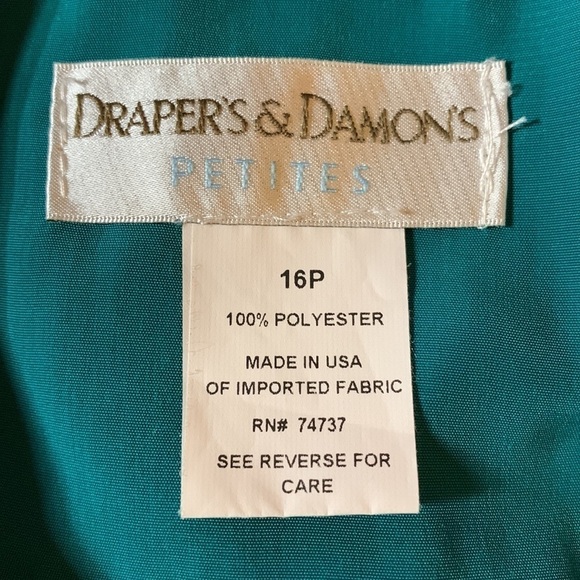 DRAPER'S & DAMON'S
PETITES
16P
100% POLYESTER
MADE IN USA
OF IMPORTED FABRIC
RN# 74737
SEE REVERSE FOR
CARE